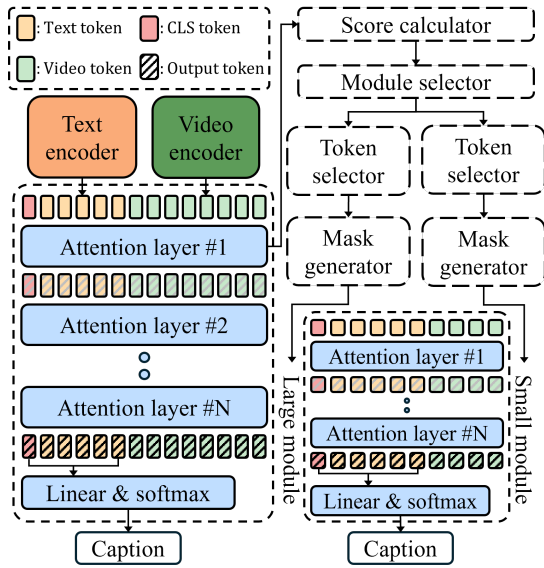 : Text token
: CLS token
: Video token
: Output token
Text
encoder
Video
encoder
Attention layer #1
Attention layer #2
Attention layer #N
Linear & softmax
Caption
Score calculator
Module selector
Token
selector
Token
selector
Mask
generator
Mask
generator
Large module
Small module
Attention layer #1
Attention layer #N
Linear & softmax
Caption